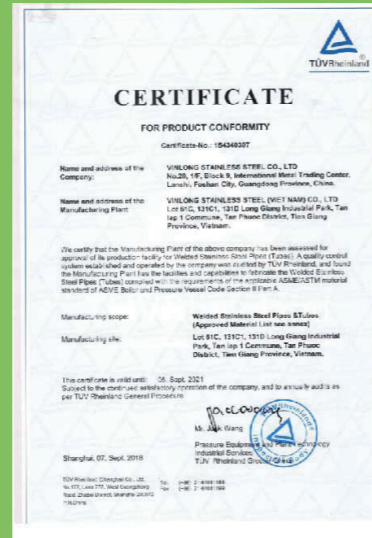 TÜVRheinland
CERTIFICATE
FOR PRODUCT CONFORMITY
Certificate-No.: 184340307
Name and address of the Company:
VINLONG STAINLESS STEEL CO., LTD
No.29, 1/F, Block 9, International Metal Trading Center,
Lanshi, Foshan City, Guangdong Province, China.
Name and address of the Manufacturing Plant
VINLONG STAINLESS STEEL (VIET NAM) CO., LTD
Lot 61C, 131C1, 131D Long Giang Industrial Park, Tan
lap 1 Commune, Tan Phuoc District, Tien Giang
Province, Vietnam.
We certify that the Manufacturing Plant of the above company has been assessed for
approval of its production facility for Welded Stainless Steel Pipes (Tubes). A quality control
system established and operated by the company was audited by TÜV Rheinland, and found
the Manufacturing Plant has the facilities and capabilities to fabricate the Welded Stainless
Steel Pipes (Tubes) complied with the requirements of the applicable ASME/ASTM material
standard of ASME Boiler and Pressure Vessel Code Section II Part A.
Manufacturing scope:
Welded Stainless Steel Pipes &Tubes
(Approved Material List see annex)
Manufacturing site:
Lot 61C, 131C1, 131D Long Giang Industrial
Park, Tan lap 1 Commune, Tan Phuoc
District, Tien Giang Province, Vietnam.
This certificate is valid until: 06. Sept. 2021
Subject to the continued satisfactory operation of the company, and to annually audits as
per TÜV Rheinland General Procedure
Mr. Wang
Pressure Equipment and Plant Technology
Industrial Services
TÜV Rheinland Group
Shanghai, 07. Sept. 2018